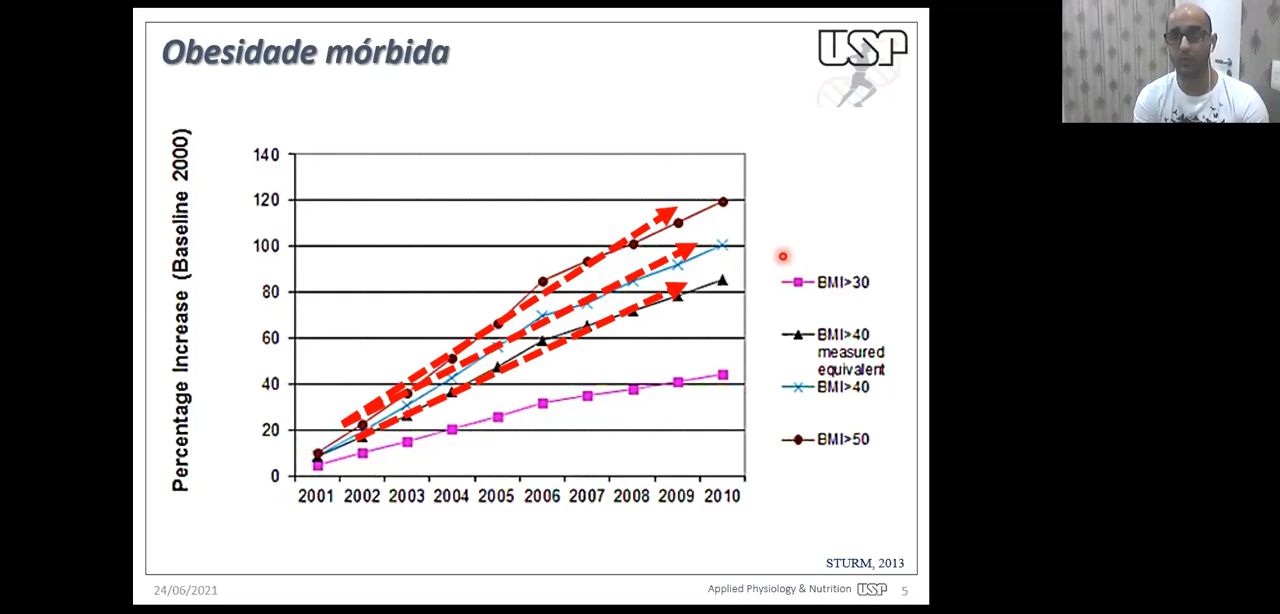 Obesidade mórbida
USP
Percentage Increase (Baseline 2000)
140
120
100
80
60
40
20
0
2001 2002 2003 2004 2005 2006 2007 2008 2009 2010
BMI>30
BMI>40
measured
equivalent
BMI>40
BMI>50
STURM, 2013
24/06/2021
Applied Physiology & Nutrition USP 5